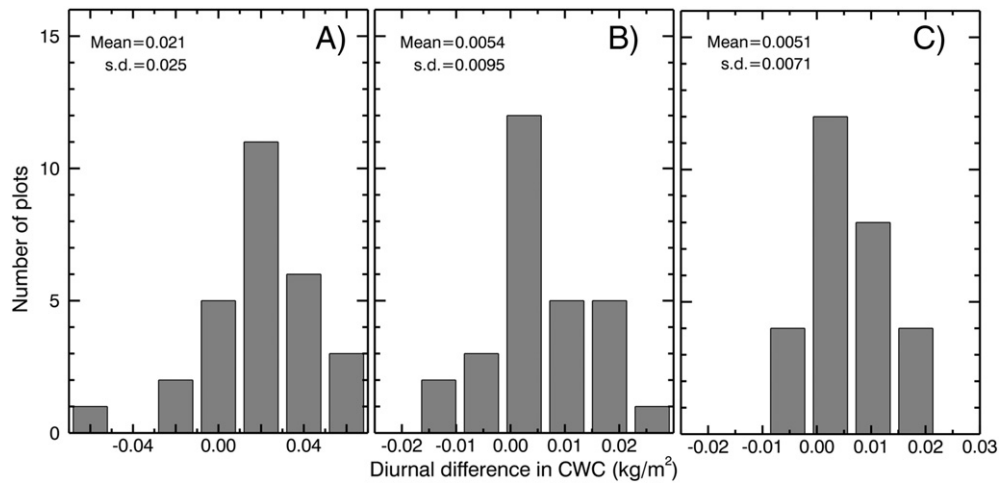 15
10
5
0
Number of plots
Mean=0.021
s.d.=0.025
A)
-0.04 0.00 0.04
Mean=0.0054
s.d.=0.0095
B)
-0.02 -0.01 0.00 0.01 0.02
Mean=0.0051
s.d.=0.0071
C)
-0.02 -0.01 0.00 0.01 0.02 0.03
Diurnal difference in CWC (kg/m²)